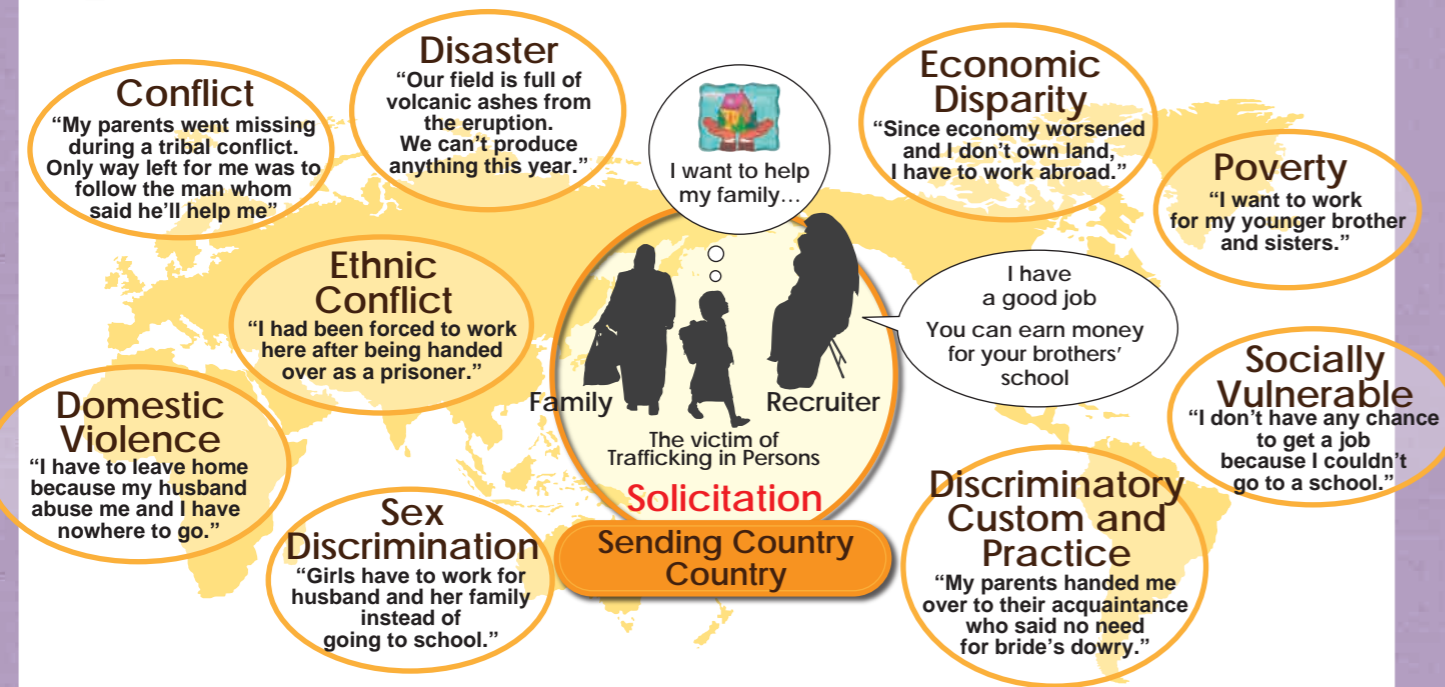 Conflict
“My parents went missing
during a tribal conflict.
Only way left for me was to
follow the man whom
said he’ll help me”
Disaster
“Our field is full of
volcanic ashes from
the eruption.
We can’t produce
anything this year.”
I want to help
my family…
Economic
Disparity
“Since economy worsened
and I don’t own land,
I have to work abroad.”
Poverty
“I want to work
for my younger brother
and sisters.”
Ethnic
Conflict
“I had been forced to work
here after being handed
over as a prisoner.”
I have
a good job
You can earn money
for your brothers’
school
Family
Recruiter
The victim of
Trafficking in Persons
Solicitation
Sending Country
Country
Domestic
Violence
“I have to leave home
because my husband
abuse me and I have
nowhere to go.”
Sex
Discrimination
“Girls have to work for
husband and her family
instead of
going to school.”
Socially
Vulnerable
“I don’t have any chance
to get a job
because I couldn’t
go to a school.”
Discriminatory
Custom and
Practice
“My parents handed me
over to their acquaintance
who said no need
for bride’s dowry.”